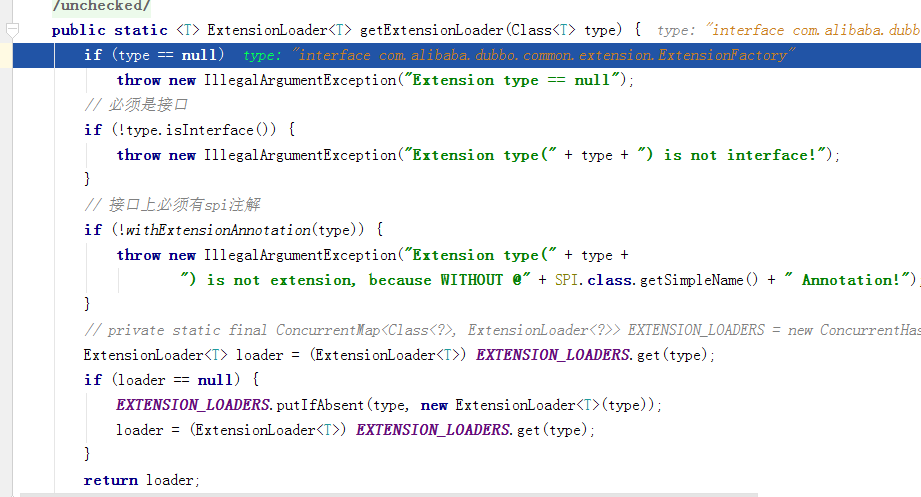 /unchecked/
public static <T> ExtensionLoader<T> getExtensionLoader(Class<T> type) { type: "interface com.alibaba.dubb
if (type == null) type: "interface com.alibaba.dubbo.common.extension.ExtensionFactory"
throw new IllegalArgumentException("Extension type == null");
// 必须是接口
if (!type.isInterface()) {
throw new IllegalArgumentException("Extension type(" + type + ") is not interface!");
}
// 接口上必须有spi注解
if (!withExtensionAnnotation(type)) {
throw new IllegalArgumentException("Extension type(" + type +
") is not extension, because WITHOUT @" + SPI.class.getSimpleName() + " Annotation!")
}
// private static final ConcurrentMap<Class<?>, ExtensionLoader<?>> EXTENSION_LOADERS = new ConcurrentHas
ExtensionLoader<T> loader = (ExtensionLoader<T>) EXTENSION_LOADERS.get(type);
if (loader == null) {
EXTENSION_LOADERS.putIfAbsent(type, new ExtensionLoader<T>(type));
loader = (ExtensionLoader<T>) EXTENSION_LOADERS.get(type);
}
return loader;